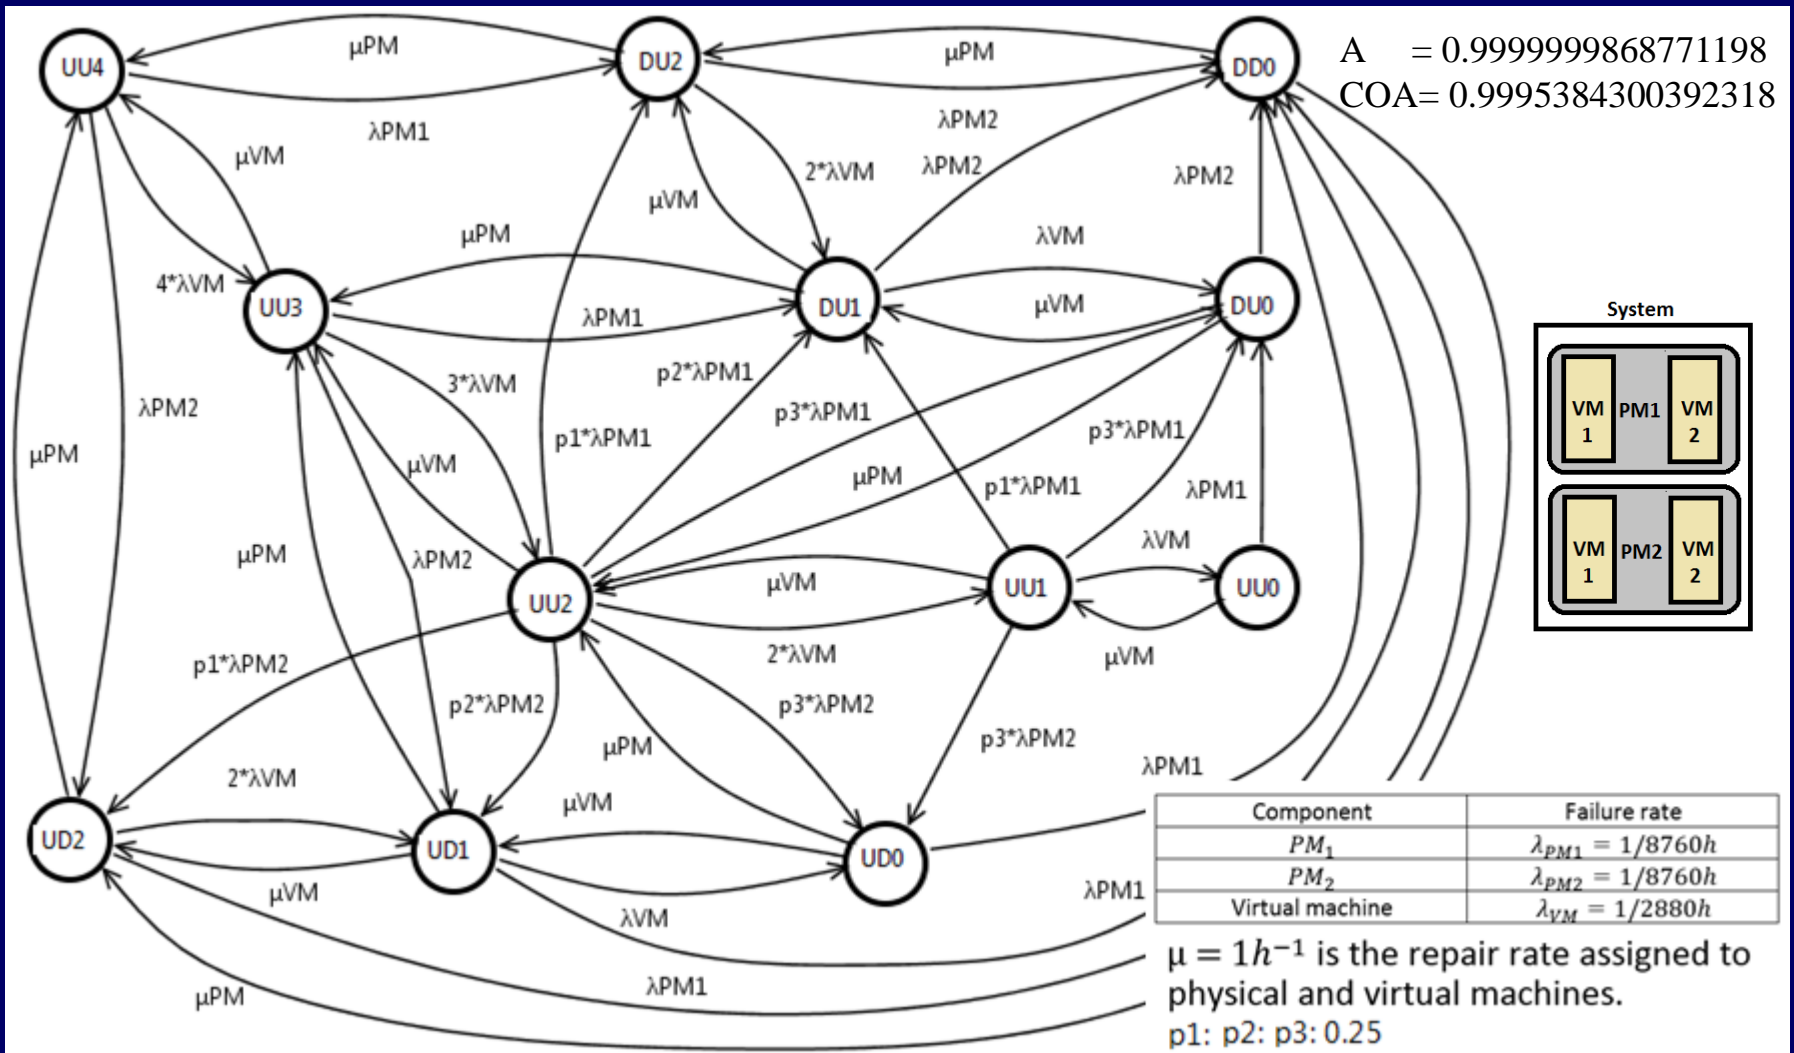 UU4
μPM
DU2
μPM
DD0
A = 0.9999999868771198
COA= 0.9995384300392318
λPM1
λPM2
μVM
2*λVM
λPM2
λPM2
μVM
μPM
λVM
4*λVM
UU3
λPM1
DU1
μVM
DU0
System
VM 1
PM1
VM 2
VM 1
PM2
VM 2
3*λVM
p2*λPM1
λPM2
p3*λPM1
p3*λPM1
μPM
p1*λPM1
μVM
μPM
p1*λPM1
λPM1
μPM
λPM2
λVM
UU2
μVM
UU1
UU0
p1*λPM2
2*λVM
μVM
p2*λPM2
p3*λPM2
μPM
p3*λPM2
2*λVM
λPM1
μVM
UD2
UD1
UD0
μVM
λPM1
λVM
λPM1
μPM
Component Failure rate
PM1 λPM1 = 1/8760h
PM2 λPM2 = 1/8760h
Virtual machine λVM = 1/2880h
μ = 1h⁻¹ is the repair rate assigned to
physical and virtual machines.
p1: p2: p3: 0.25